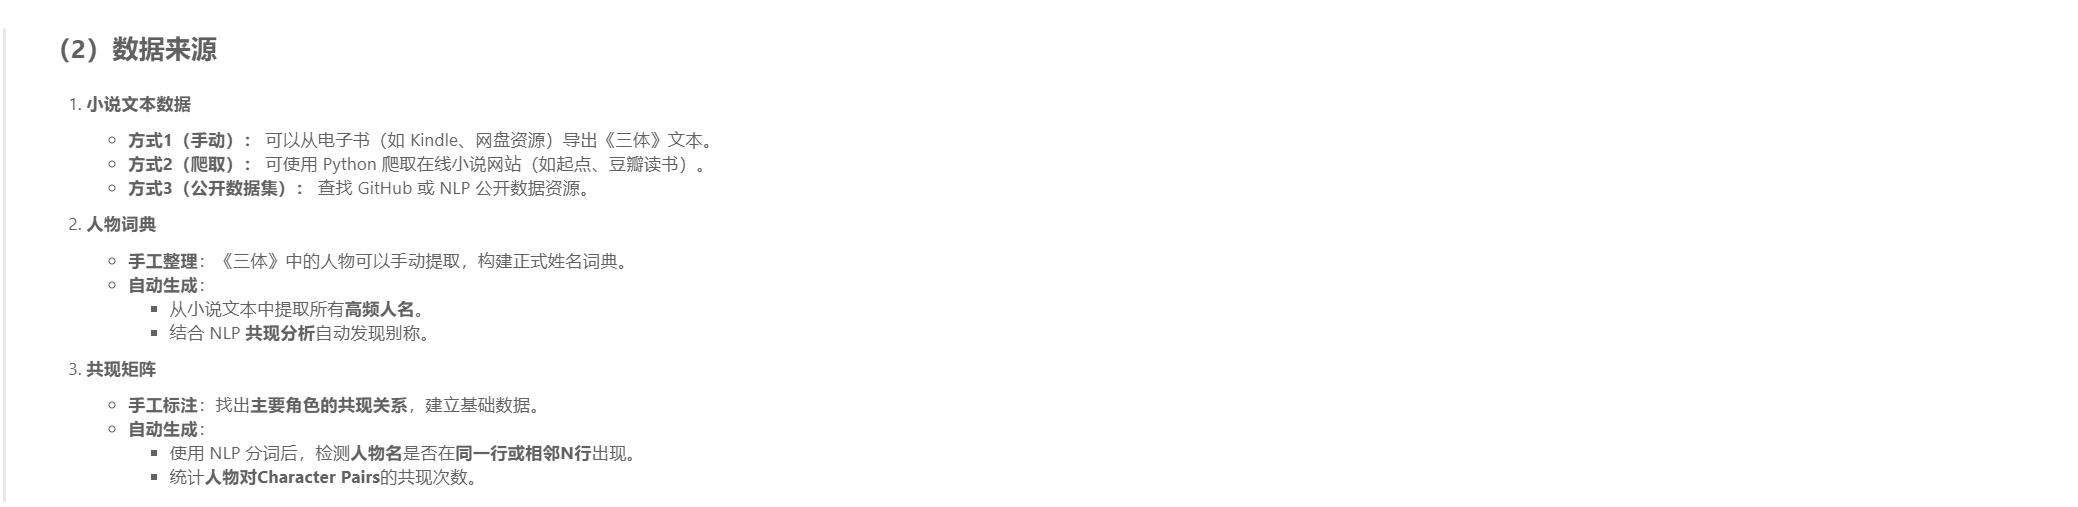 （2）数据来源
1. 小说文本数据
方式1（手动）： 可以从电子书（如 Kindle、网盘资源）导出《三体》文本。
方式2（爬取）： 可使用 Python 爬取在线小说网站（如起点、豆瓣读书）。
方式3（公开数据集）： 查找 GitHub 或 NLP 公开数据资源。
2. 人物词典
手工整理：《三体》中的人物可以手动提取，构建正式姓名词典。
自动生成：
从小说文本中提取所有高频人名。
结合 NLP 共现分析自动发现别称。
3. 共现矩阵
手工标注：找出主要角色的共现关系，建立基础数据。
自动生成：
使用 NLP 分词后，检测人物名是否在同一行或相邻N行出现。
统计人物对Character Pairs的共现次数。